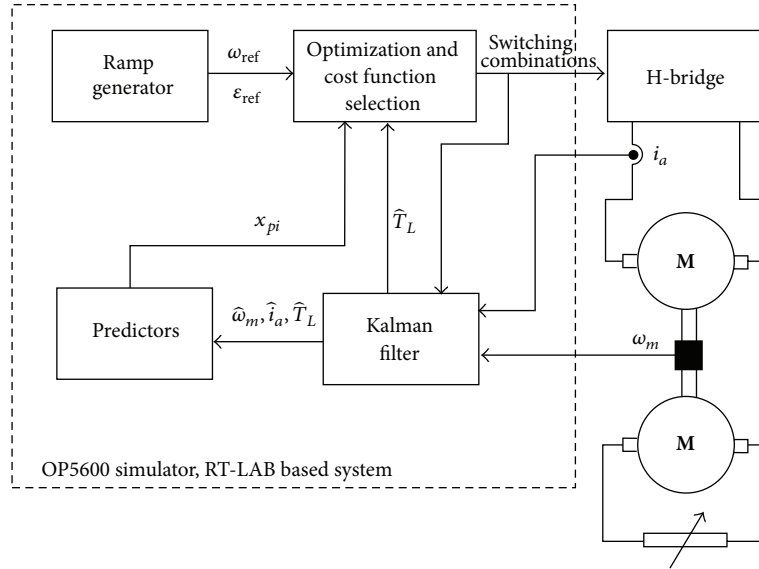 Ramp
generator
ω_ref
ε_ref
Optimization and
cost function
selection
Switching
combinations
H-bridge
i_a
x_pi
T̂_L
M
Predictors
ω̂_m, î_a, T̂_L
Kalman
filter
ω_m
M
OP5600 simulator, RT-LAB based system